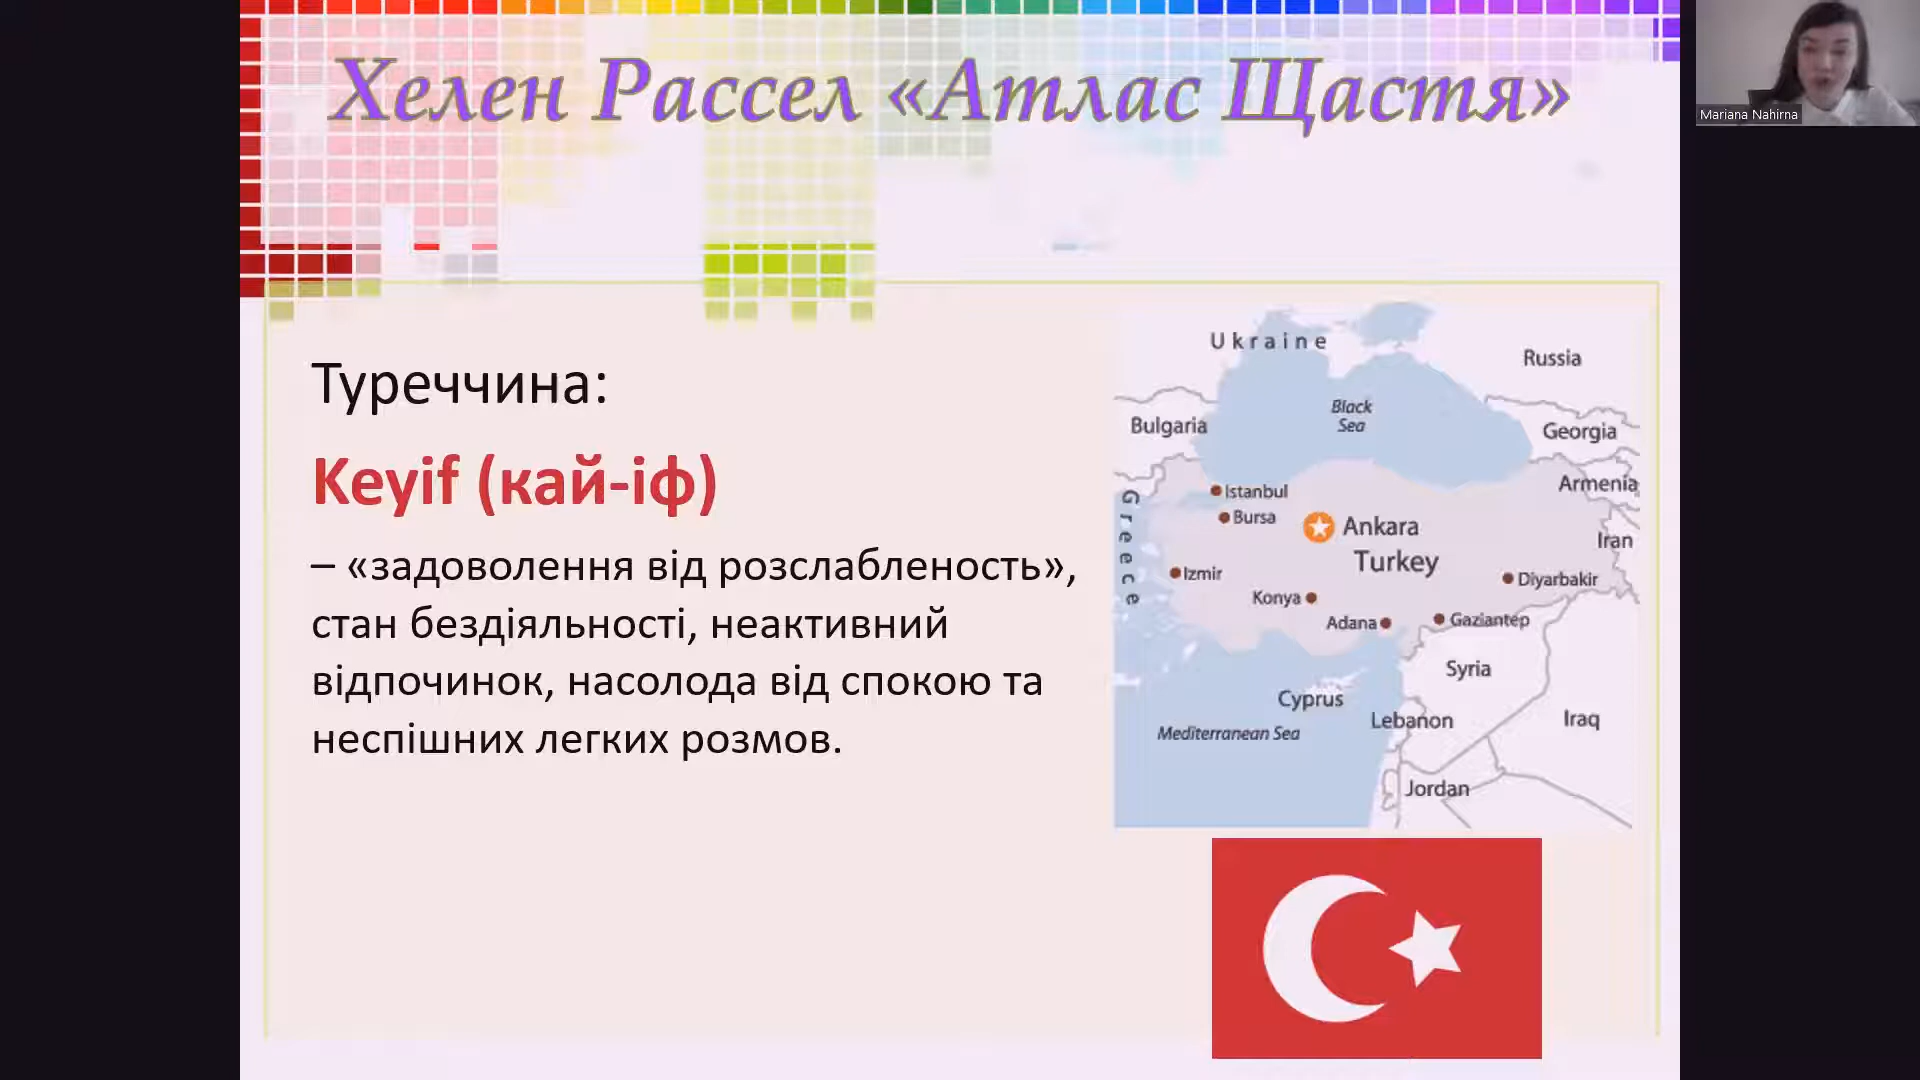 Хелен Рассел «Атлас Щастя»
Mariana Nahirna
Туреччина:
Keyif (кай-іф)
– «задоволення від розслабленость»,
стан бездіяльності, неактивний
відпочинок, насолода від спокою та
неспішних легких розмов.
Ukraine
Russia
Black
Sea
Bulgaria
Georgia
Armenia
Greece
Istanbul
Bursa
Ankara
Iran
Turkey
Izmir
Diyarbakir
Konya
Adana
Gaziantep
Syria
Cyprus
Lebanon
Iraq
Mediterranean Sea
Jordan